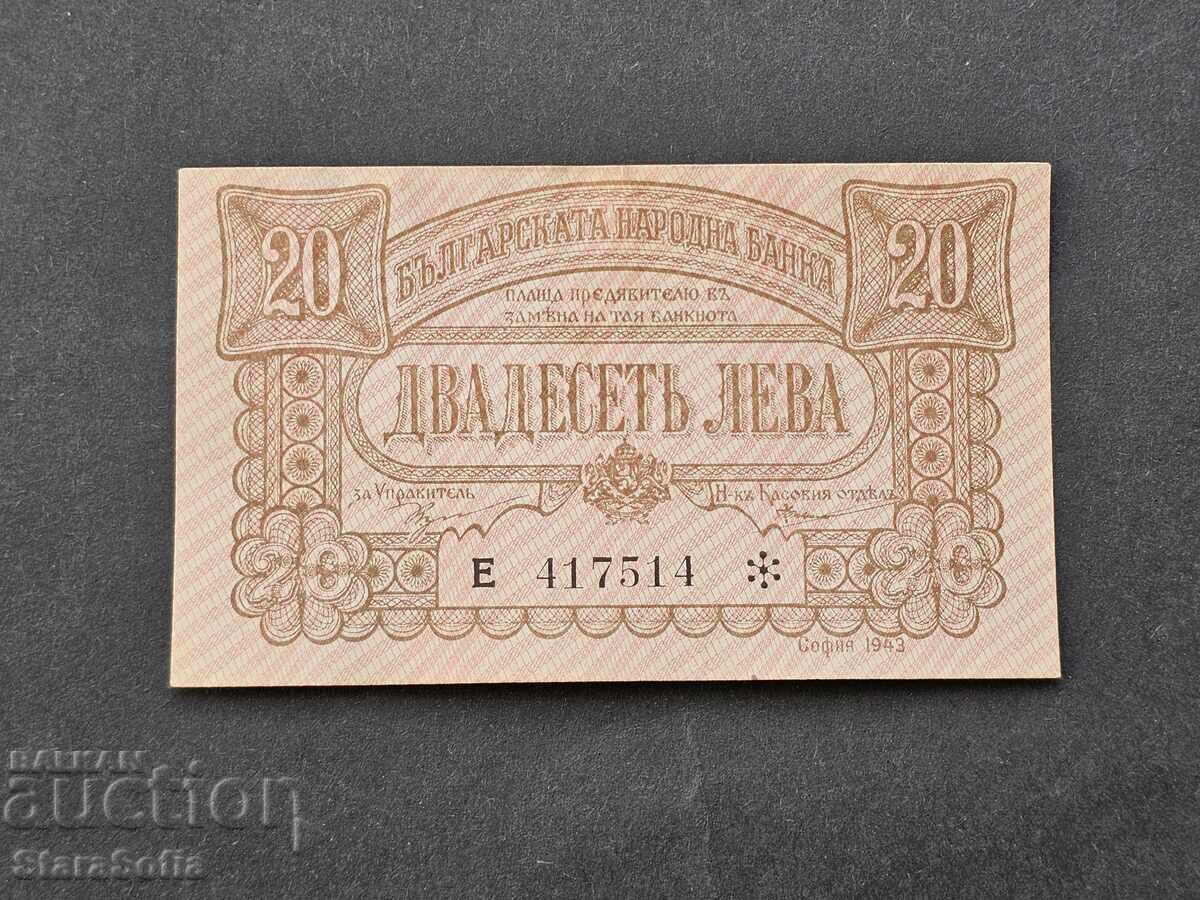 20
20
БЪЛГАРСКАТА НАРОДНА БАНКА
ПЛАЩА ПРЕДЯВИТЕЛЮ ВЪ
ЗАМѢНА НА ТАЯ БАНКНОТА
ДВАДЕСЕТЬ ЛЕВА
ЗА УПРАВИТЕЛЬ
Н-КЪ КАСОВИЯ ОТДѢЛЪ
20
Е 417514 *
20
София 1943
BALKAN
auction
StaraSofia